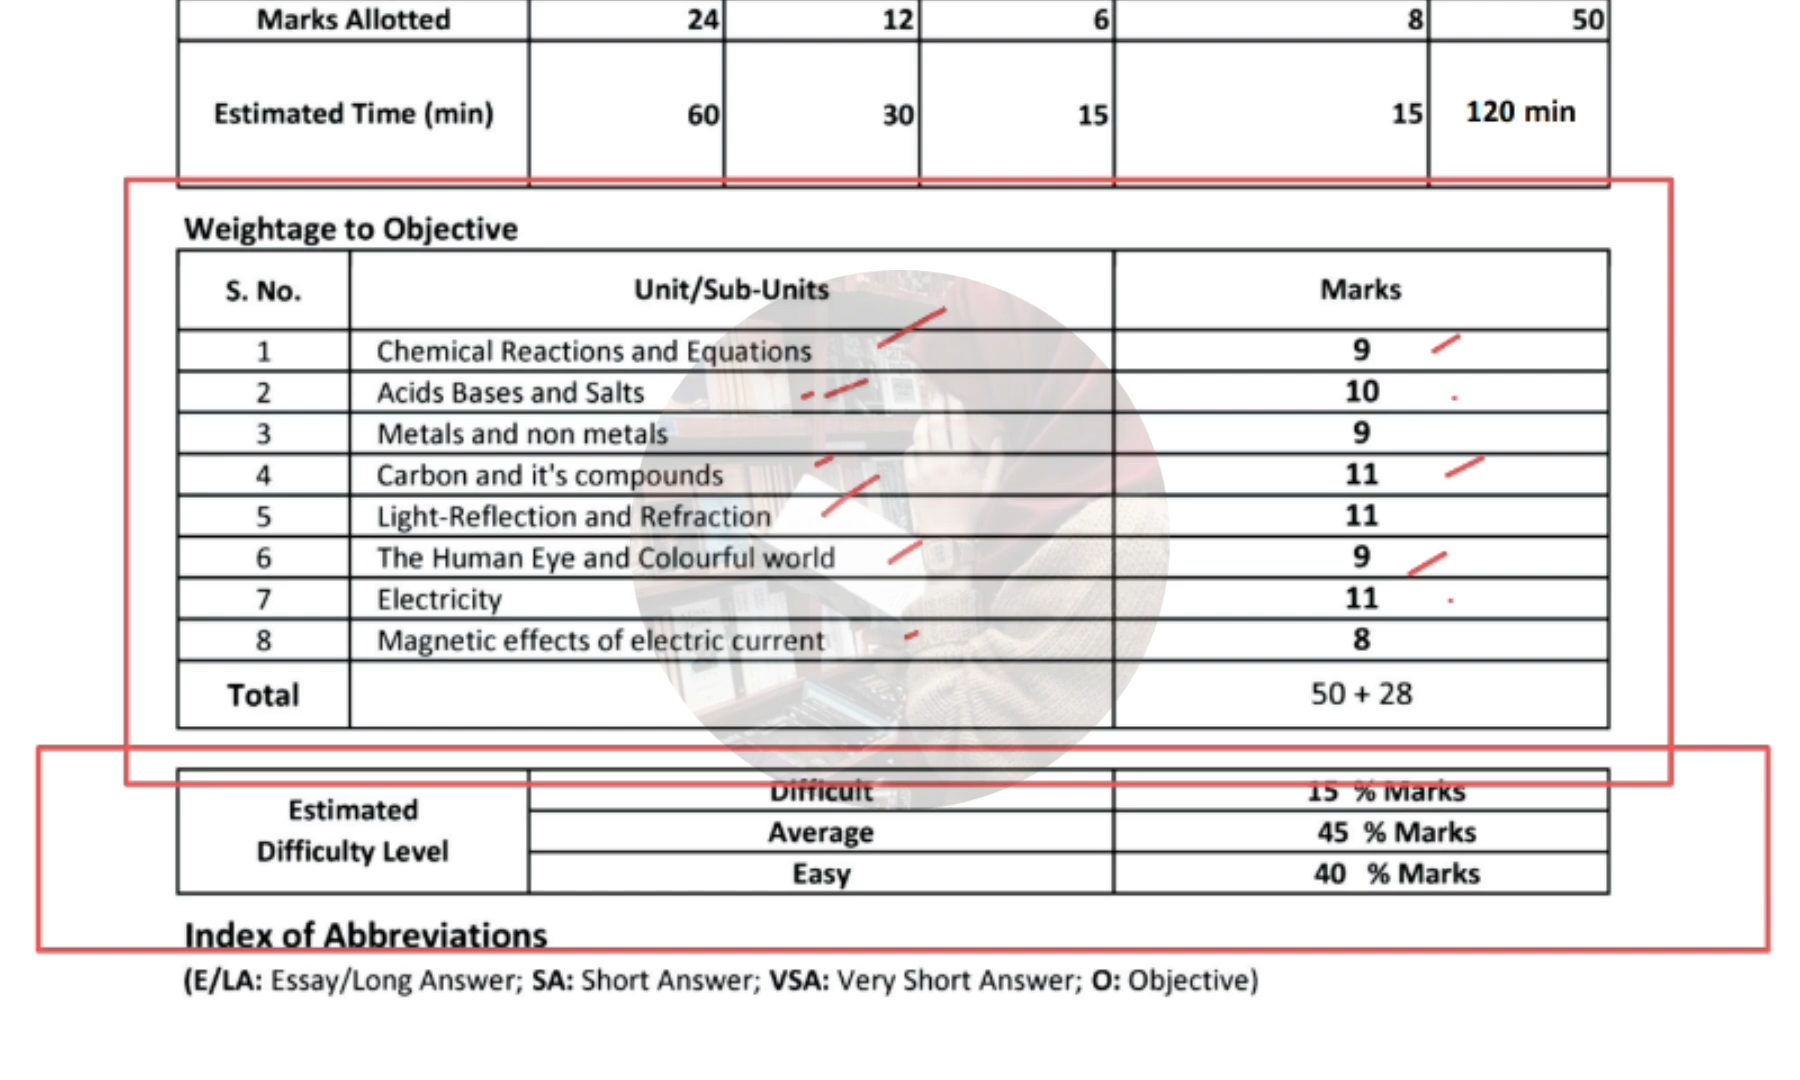 Marks Allotted 24 12 6 8 50
Estimated Time (min) 60 30 15 15 120 min
Weightage to Objective
S. No. Unit/Sub-Units Marks
1 Chemical Reactions and Equations 9
2 Acids Bases and Salts 10
3 Metals and non metals 9
4 Carbon and it's compounds 11
5 Light-Reflection and Refraction 11
6 The Human Eye and Colourful world 9
7 Electricity 11
8 Magnetic effects of electric current 8
Total 50 + 28
Estimated Difficulty Level
Difficult 15 % Marks
Average 45 % Marks
Easy 40 % Marks
Index of Abbreviations
(E/LA: Essay/Long Answer; SA: Short Answer; VSA: Very Short Answer; O: Objective)